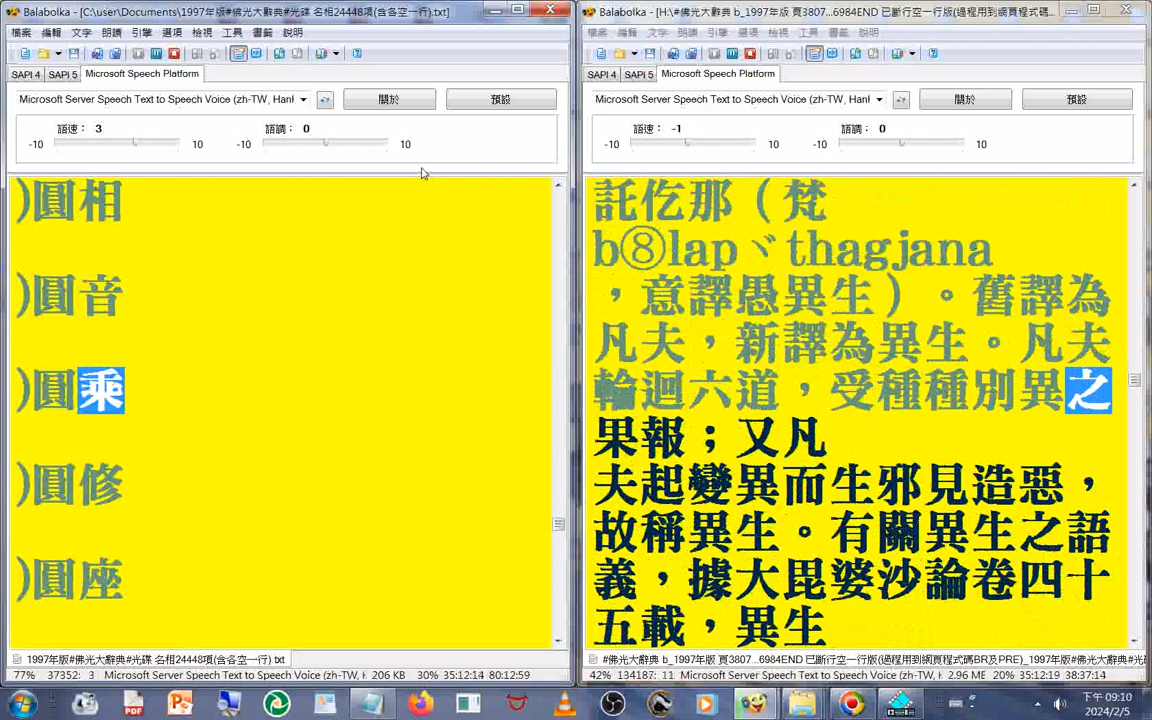 Balabolka - [C:\user\Documents\1997年版#佛光大辭典#光碟 名相24448項(含各空一行).txt]
檔案 編輯 文字 朗讀 引擎 選項 檢視 工具 書籤 說明
SAPI 4 SAPI 5 Microsoft Speech Platform
Microsoft Server Speech Text to Speech Voice (zh-TW, Hanl 關於 預設
語速： 3 語調： 0
-10 10 -10 10
)圓相
)圓音
)圓乘
)圓修
)圓座
1997年版#佛光大辭典#光碟 名相24448項(含各空一行).txt
77% 37352: 3 Microsoft Server Speech Text to Speech Voice (zh-TW, H 206 KB 30% 35:12:14 80:12:59
Balabolka - [H:\#佛光大辭典 b_1997年版 頁3807...6984END 已斷行空一行版(過程用到網頁程式碼
檔案 編輯 文字 朗讀 引擎 選項 檢視 工具 書籤 說明
SAPI 4 SAPI 5 Microsoft Speech Platform
Microsoft Server Speech Text to Speech Voice (zh-TW, Hanl 關於 預設
語速： -1 語調： 0
-10 10 -10 10
託仡那（梵
b⑧lapヾthagjana
，意譯愚異生）。舊譯為
凡夫，新譯為異生。凡夫
輪迴六道，受種種別異之
果報；又凡
夫起變異而生邪見造惡，
故稱異生。有關異生之語
義，據大毘婆沙論卷四十
五載，異生
#佛光大辭典 b_1997年版 頁3807...6984END 已斷行空一行版(過程用到網頁程式碼BR及PRE)_1997年版#光
42% 134187: 11 Microsoft Server Speech Text to Speech Voice (zh-TW, H 2.96 ME 20% 35:12:19 38:37:14
下午 09:10
2024/2/5